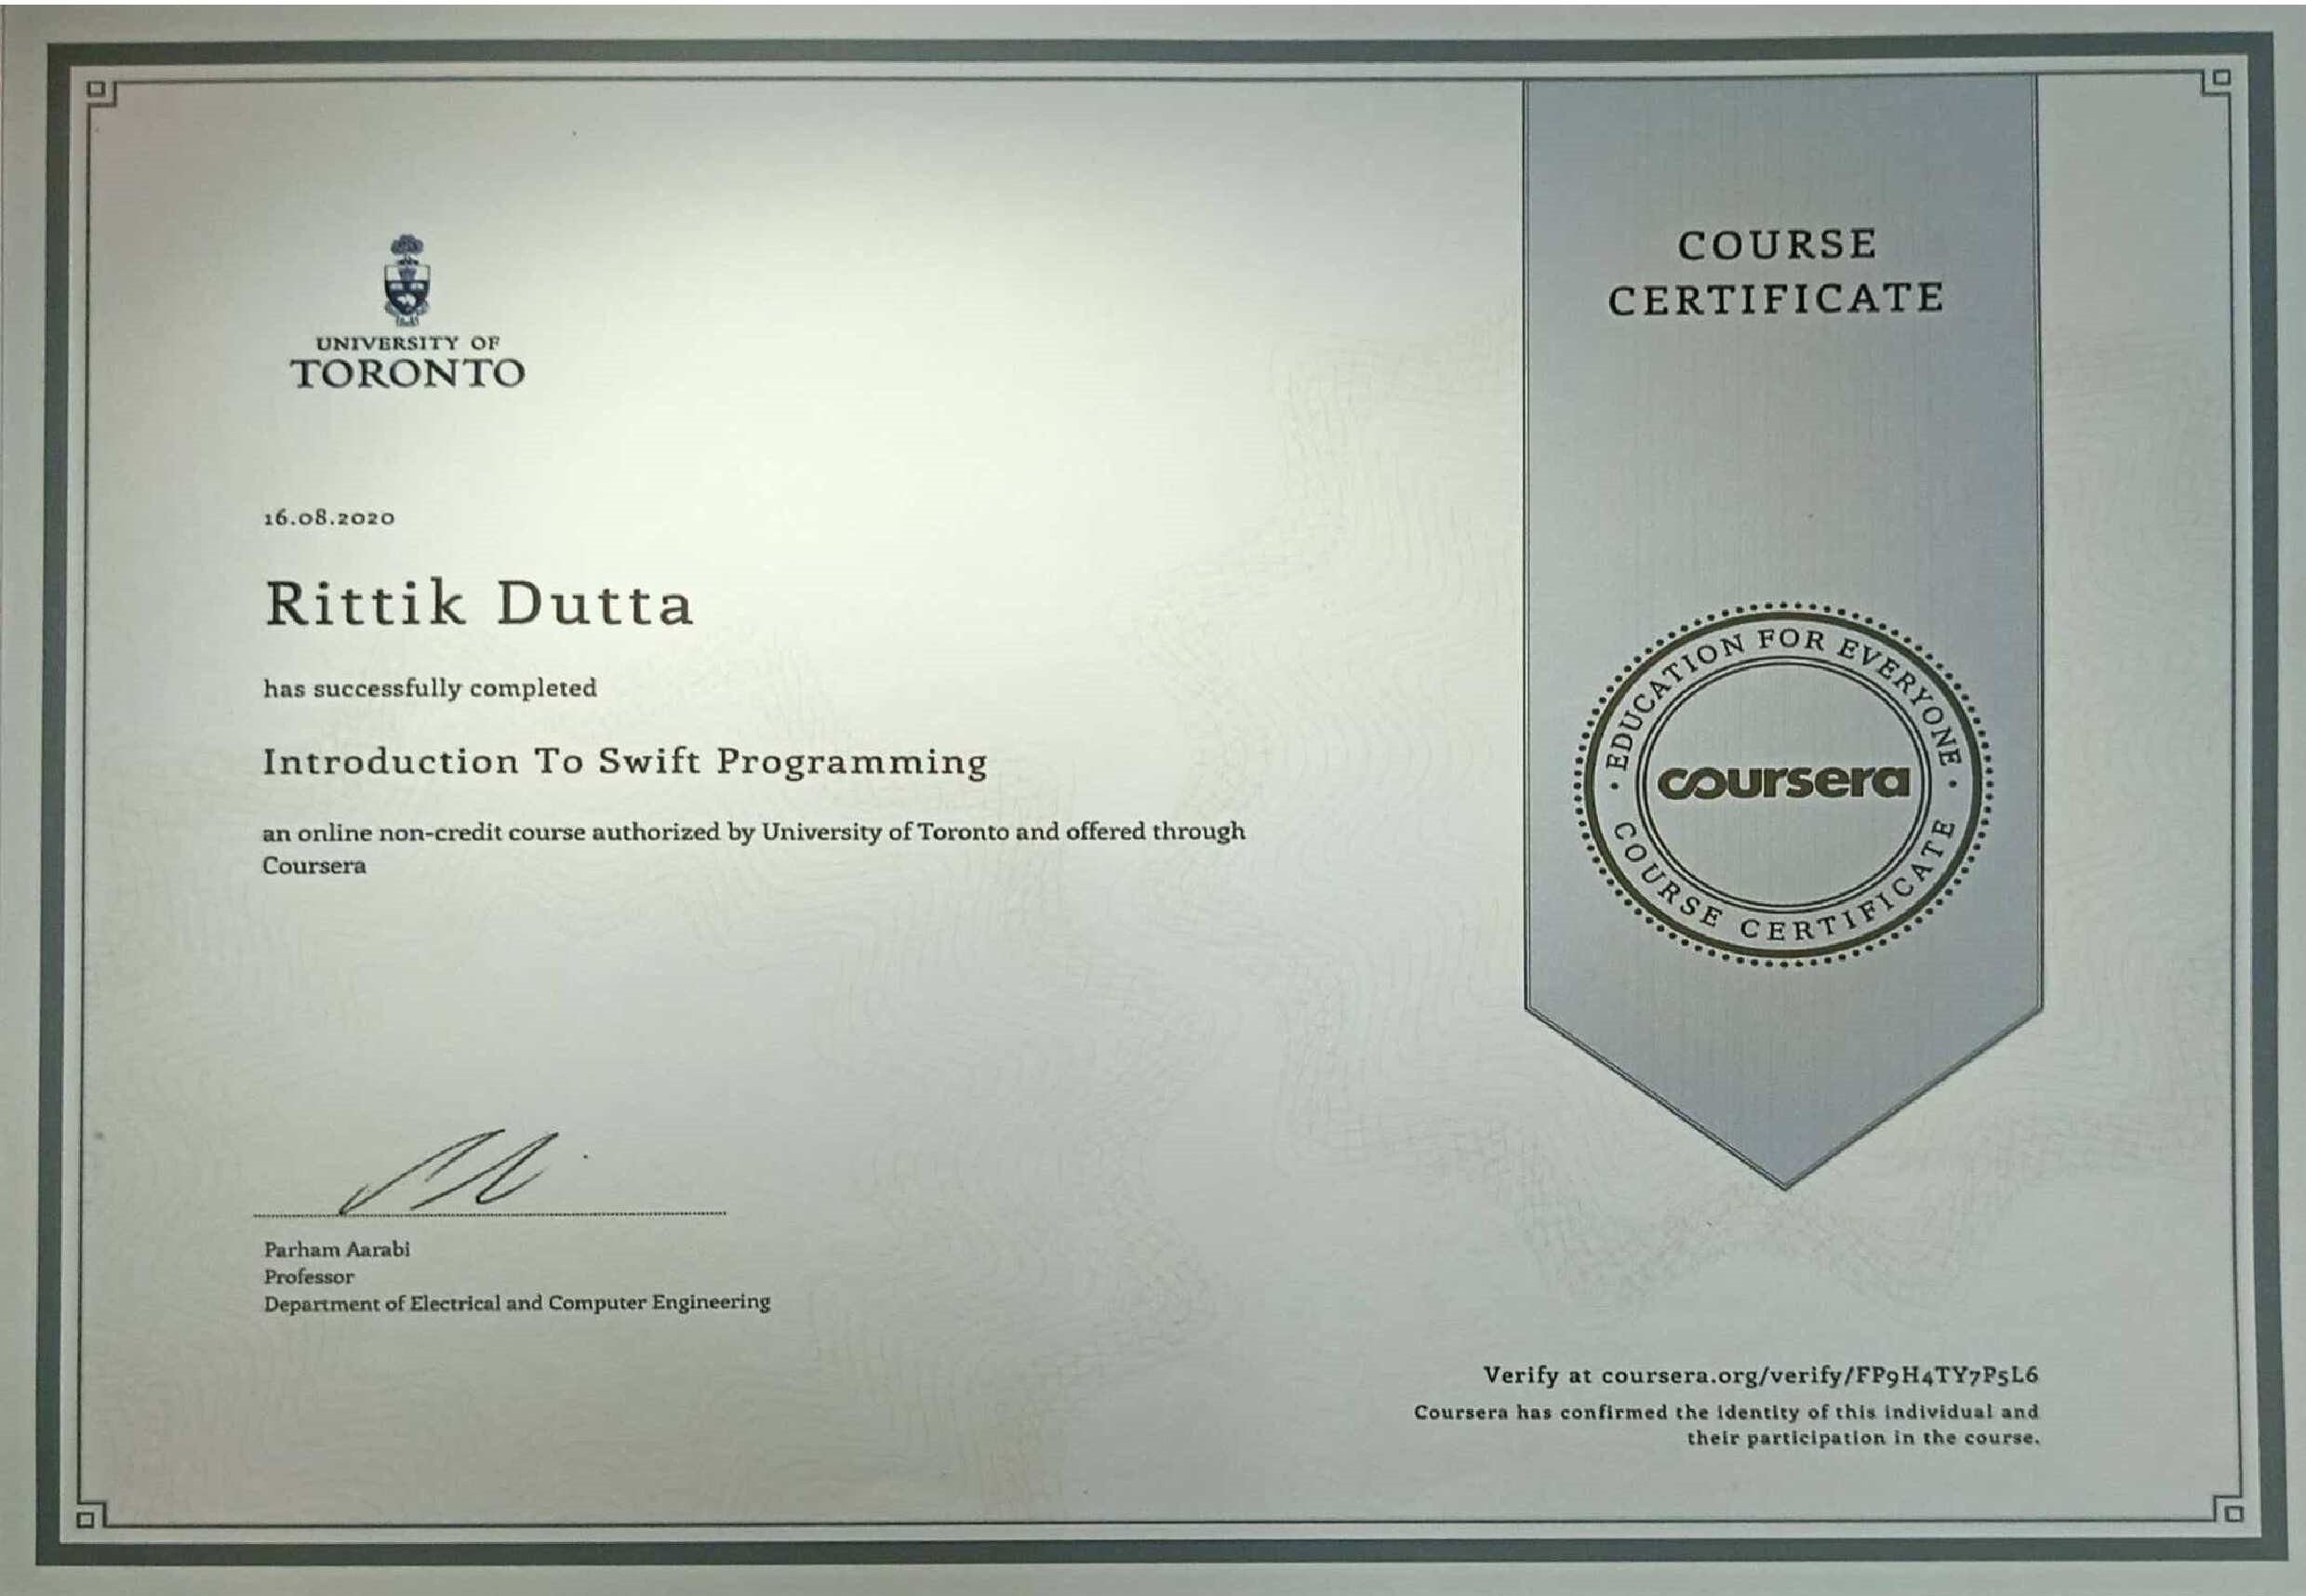 UNIVERSITY OF
TORONTO
16.08.2020
Rittik Dutta
has successfully completed
Introduction To Swift Programming
an online non-credit course authorized by University of Toronto and offered through
Coursera
Parham Aarabi
Professor
Department of Electrical and Computer Engineering
COURSE
CERTIFICATE
EDUCATION FOR EVERYONE
coursera
COURSE CERTIFICATE
Verify at coursera.org/verify/FP9H4TY7P5L6
Coursera has confirmed the identity of this individual and
their participation in the course.